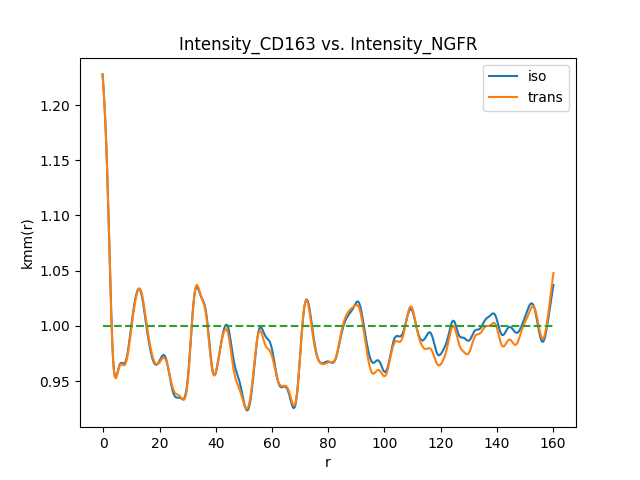 Intensity_CD163 vs. Intensity_NGFR
iso
trans
kmm(r)
1.20
1.15
1.10
1.05
1.00
0.95
0 20 40 60 80 100 120 140 160
r